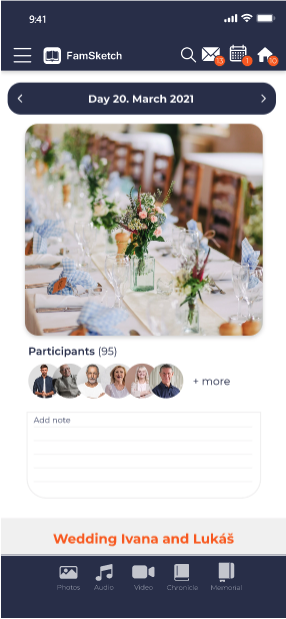 9:41
FamSketch
13
1
10
Day 20. March 2021
Participants (95)
+ more
Add note
Wedding Ivana and Lukáš
Photos Audio Video Chronicle Memorial